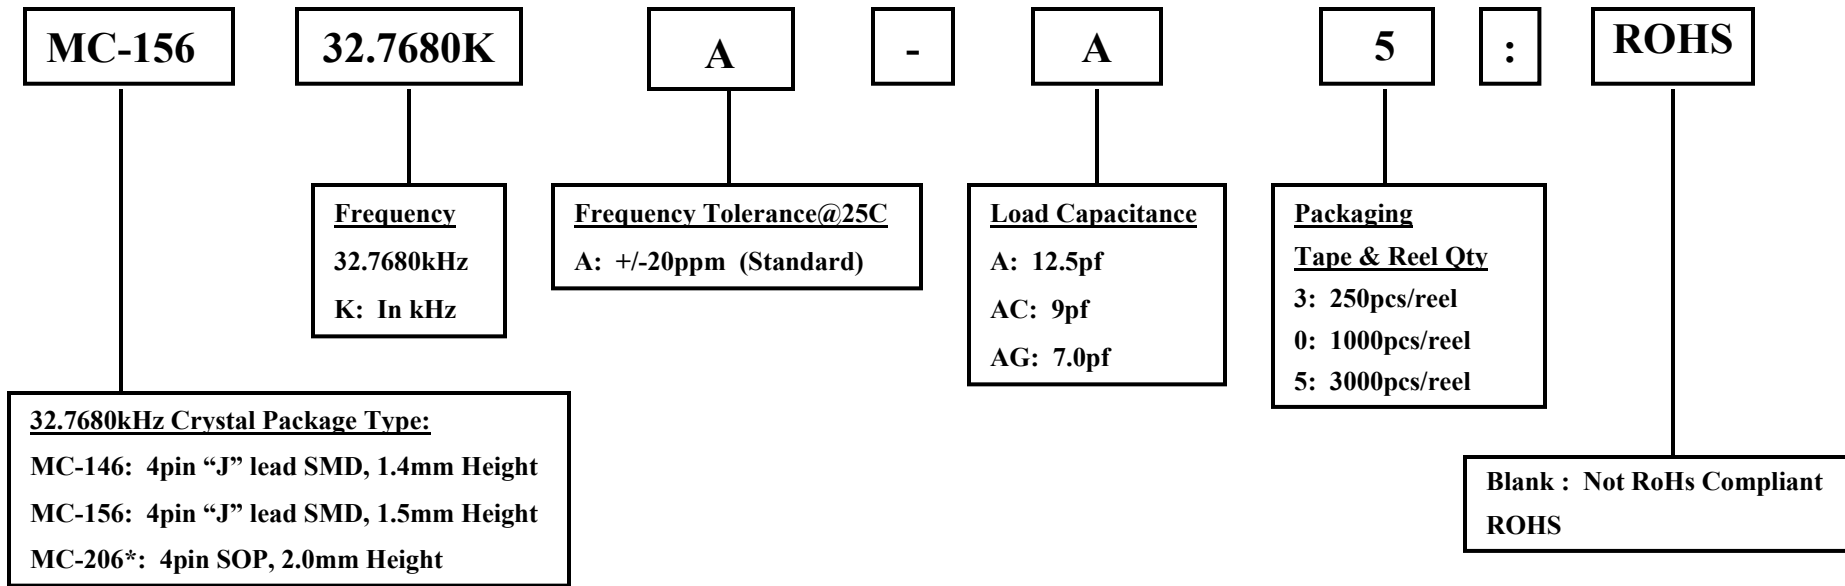 MC-156 32.7680K A - A 5 : ROHS
Frequency
32.7680kHz
K: In kHz
Frequency Tolerance@25C
A: +/-20ppm (Standard)
Load Capacitance
A: 12.5pf
AC: 9pf
AG: 7.0pf
Packaging
Tape & Reel Qty
3: 250pcs/reel
0: 1000pcs/reel
5: 3000pcs/reel
32.7680kHz Crystal Package Type:
MC-146: 4pin “J” lead SMD, 1.4mm Height
MC-156: 4pin “J” lead SMD, 1.5mm Height
MC-206*: 4pin SOP, 2.0mm Height
Blank : Not RoHs Compliant
ROHS